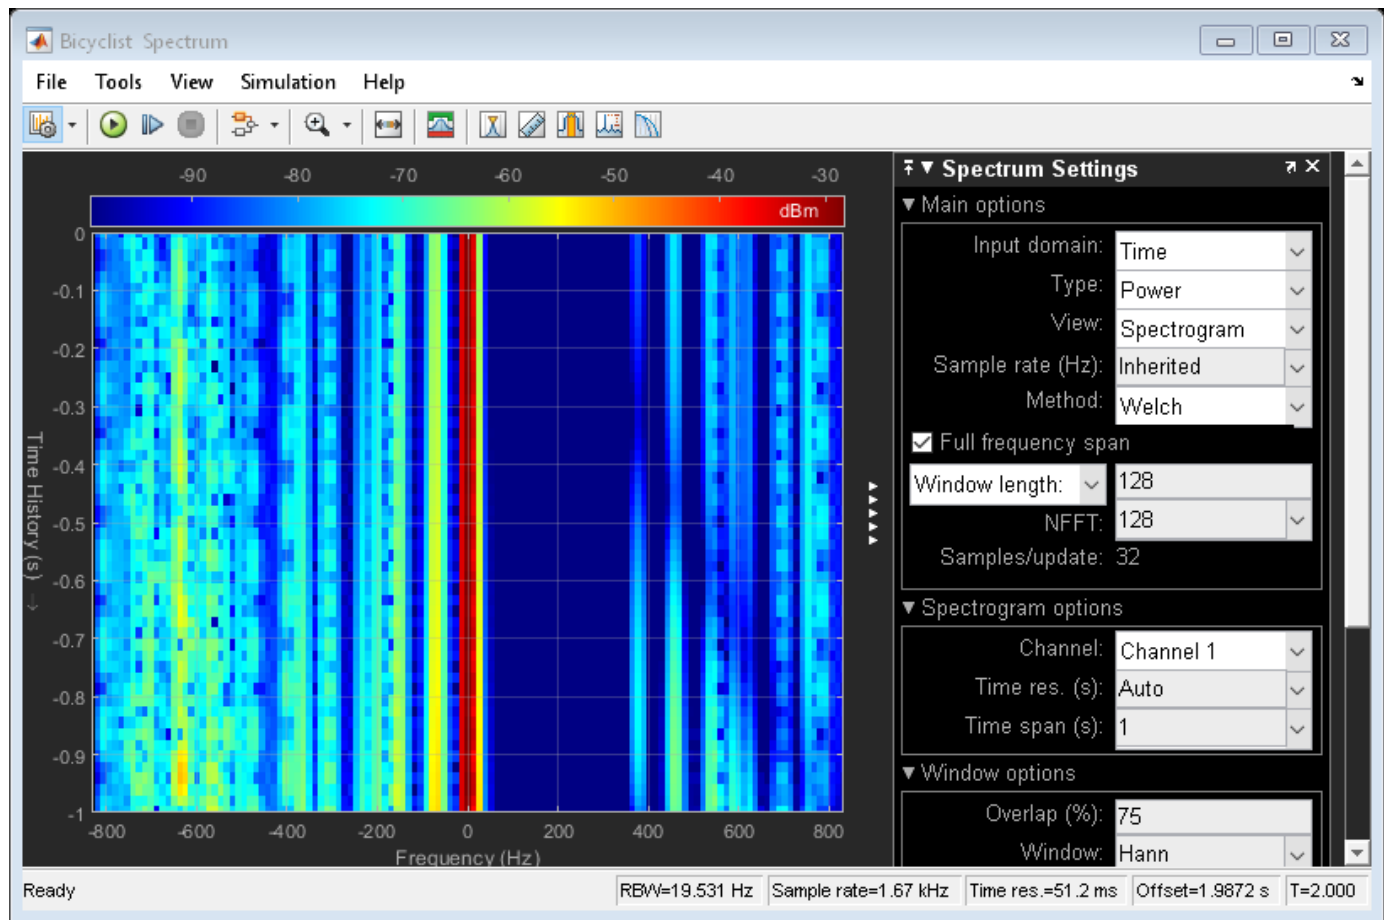 Bicyclist Spectrum
File Tools View Simulation Help
-90 -80 -70 -60 -50 -40 -30
dBm
0
-0.1
-0.2
-0.3
-0.4
-0.5
-0.6
-0.7
-0.8
-0.9
-1
Time History (s) →
-800 -600 -400 -200 0 200 400 600 800
Frequency (Hz)
Spectrum Settings
Main options
Input domain: Time
Type: Power
View: Spectrogram
Sample rate (Hz): Inherited
Method: Welch
Full frequency span
Window length: 128
NFFT: 128
Samples/update: 32
Spectrogram options
Channel: Channel 1
Time res. (s): Auto
Time span (s): 1
Window options
Overlap (%): 75
Window: Hann
Ready RBW=19.531 Hz Sample rate=1.67 kHz Time res.=51.2 ms Offset=1.9872 s T=2.000